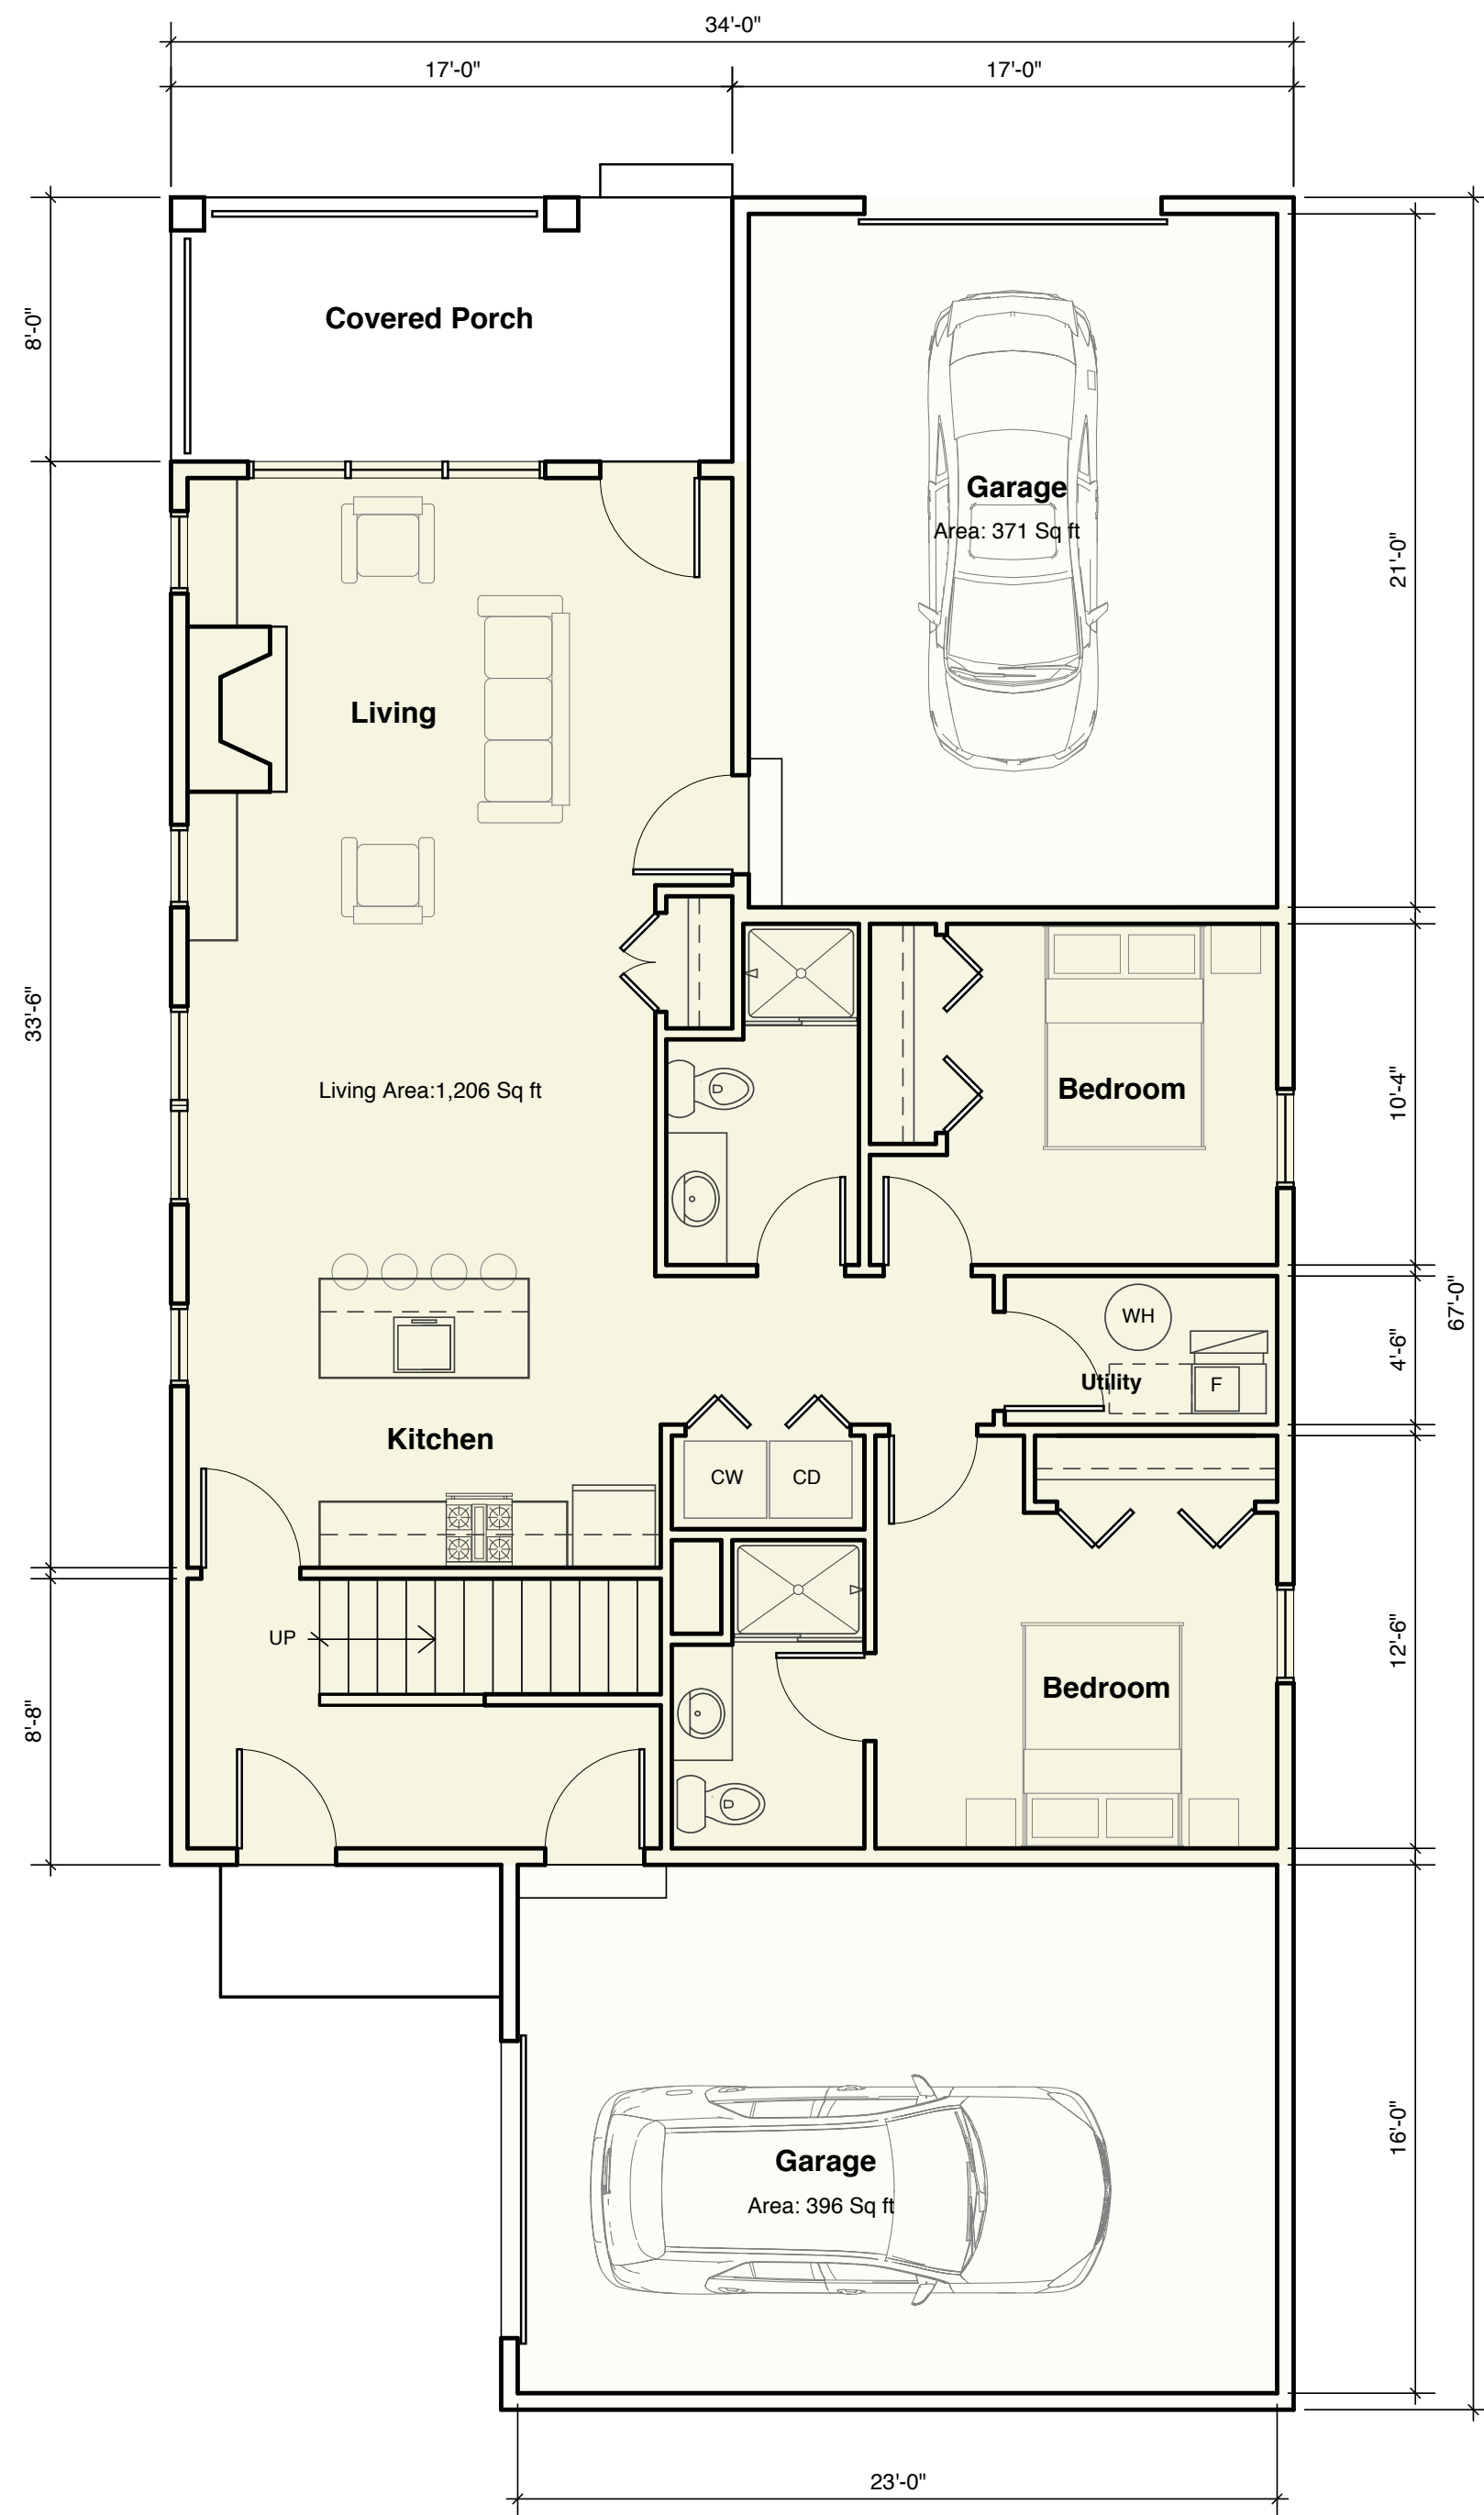 34'-0"
17'-0"
17'-0"
8'-0"
Covered Porch
Garage
Area: 371 Sq ft
21'-0"
Living
33'-6"
Living Area:1,206 Sq ft
Bedroom
10'-4"
WH
67'-0"
4'-6"
Utility
F
Kitchen
CW
CD
UP
12'-6"
Bedroom
8'-8"
16'-0"
Garage
Area: 396 Sq ft
23'-0"